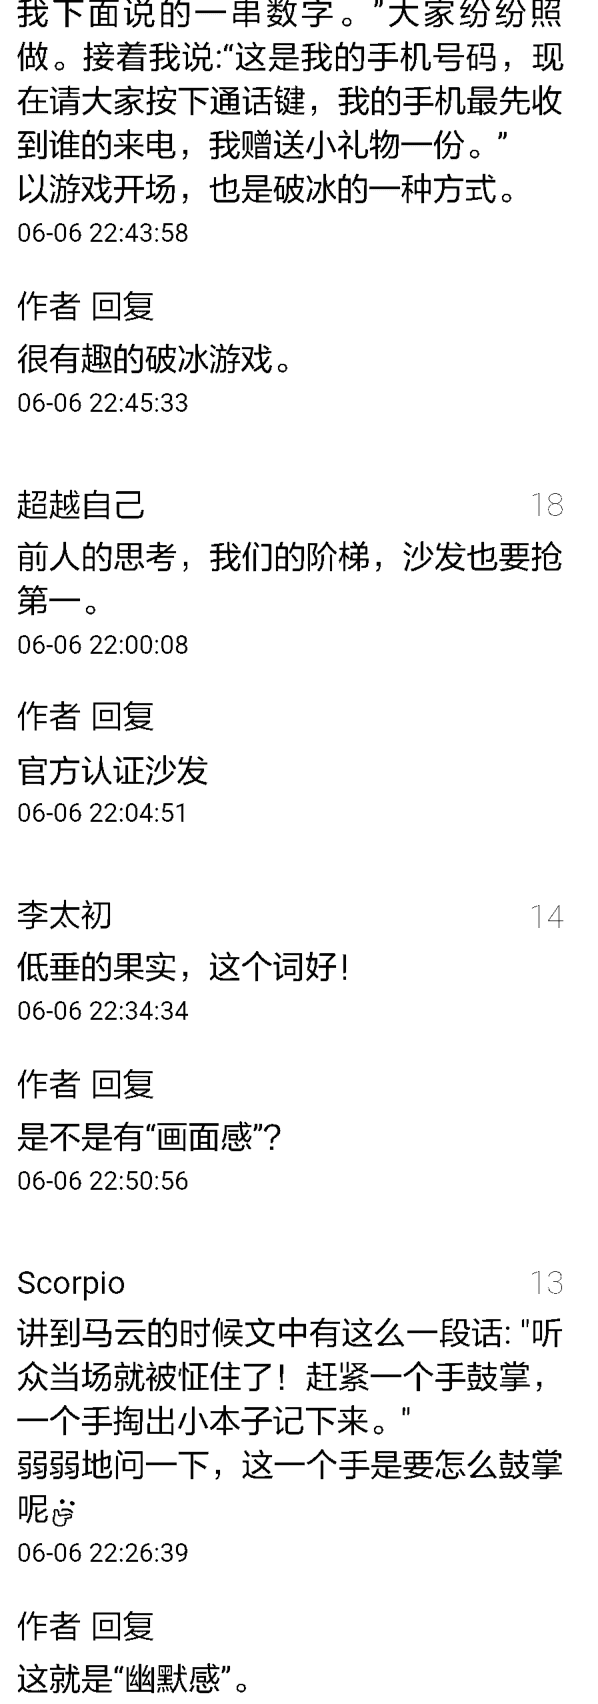 我下面说的一串数字。”大家纷纷照
做。接着我说:“这是我的手机号码，现
在请大家按下通话键，我的手机最先收
到谁的来电，我赠送小礼物一份。”
以游戏开场，也是破冰的一种方式。
06-06 22:43:58
作者 回复
很有趣的破冰游戏。
06-06 22:45:33
超越自己 18
前人的思考，我们的阶梯，沙发也要抢
第一。
06-06 22:00:08
作者 回复
官方认证沙发
06-06 22:04:51
李太初 14
低垂的果实，这个词好！
06-06 22:34:34
作者 回复
是不是有“画面感”？
06-06 22:50:56
Scorpio 13
讲到马云的时候文中有这么一段话: "听
众当场就被怔住了！赶紧一个手鼓掌，
一个手掏出小本子记下来。"
弱弱地问一下，这一个手是要怎么鼓掌
呢
06-06 22:26:39
作者 回复
这就是“幽默感”。